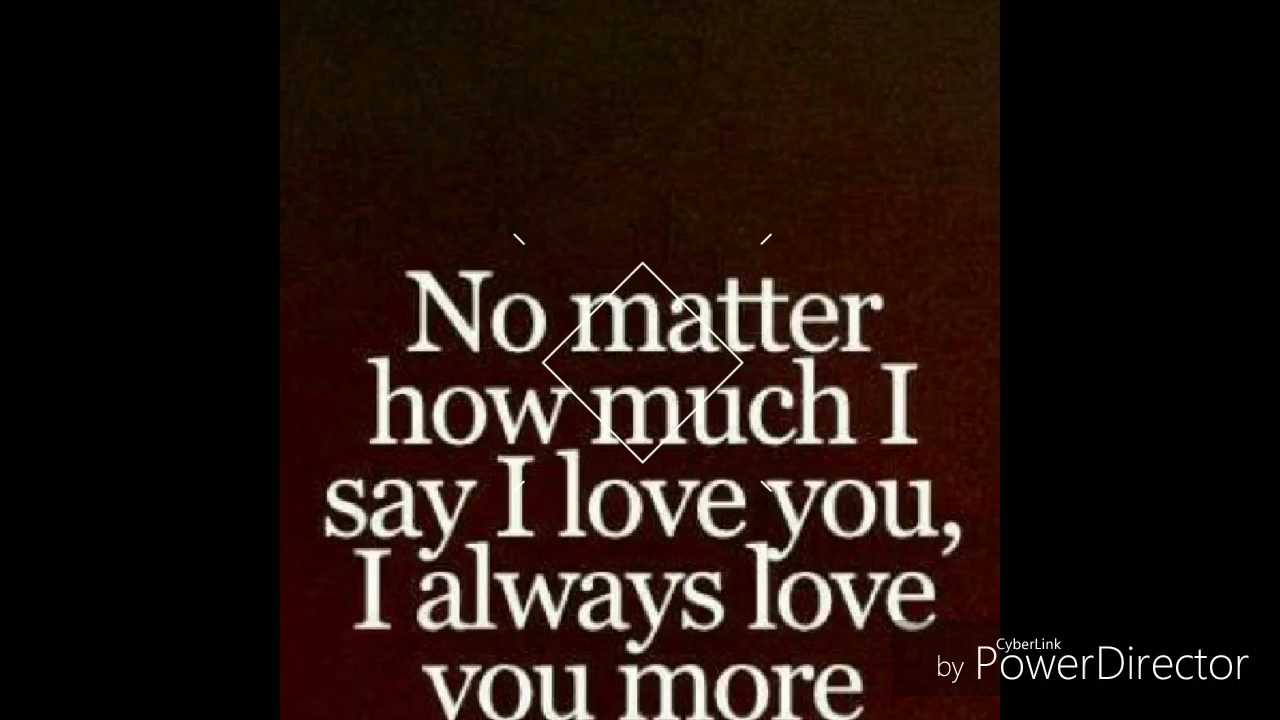 No matter
how much I
say I love you,
I always love
you more
CyberLink
by PowerDirector